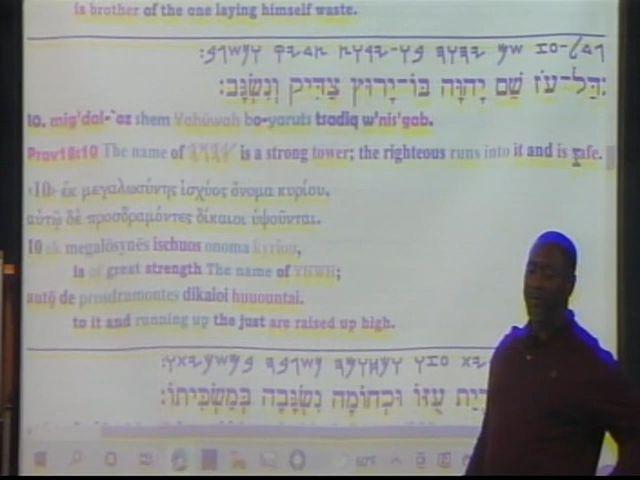 is brother of the one laying himself waste.
עֹז שֵׁם יְהוָה בּוֹ־יָרוּץ צַדִּיק וְנִשְׂגָּב׃
10. mig'dal-`oz shem Yahúwah bo-yaruts tsadiq w'nis'gab.
Prov18:10 The name of is a strong tower; the righteous runs into it and is safe.
‹10› ἐκ μεγαλωσύνης ἰσχύος ὄνομα κυρίου,
αὐτῷ δὲ προσδραμόντες δίκαιοι ὑψοῦνται.
10 ek megalōsynēs ischuos onoma kyriou,
is of great strength The name of YHWH;
autō de prosdramontes dikaioi huuountai.
to it and running up the just are raised up high.
עֻזּוֹ וּכְחוֹמָה נִשְׂגָּבָה בְּמַשְׂכִּיתוֹ׃